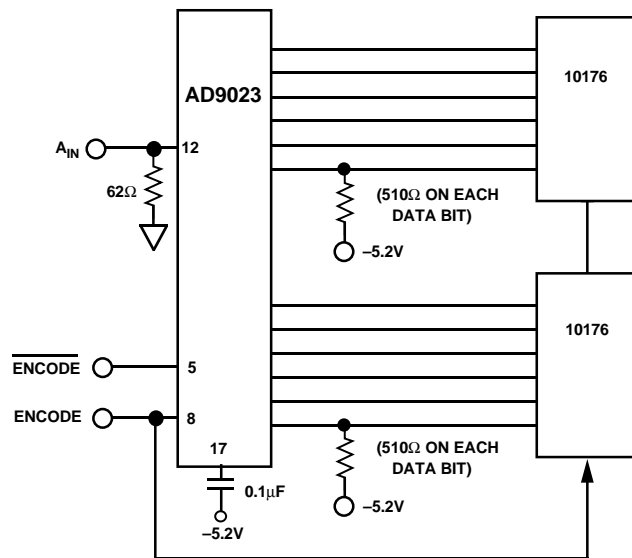 10176
AD9023
A_IN
12
62Ω
(510Ω ON EACH
DATA BIT)
–5.2V
10176
ENCODE
5
ENCODE
8
17
(510Ω ON EACH
DATA BIT)
0.1μF
–5.2V
–5.2V